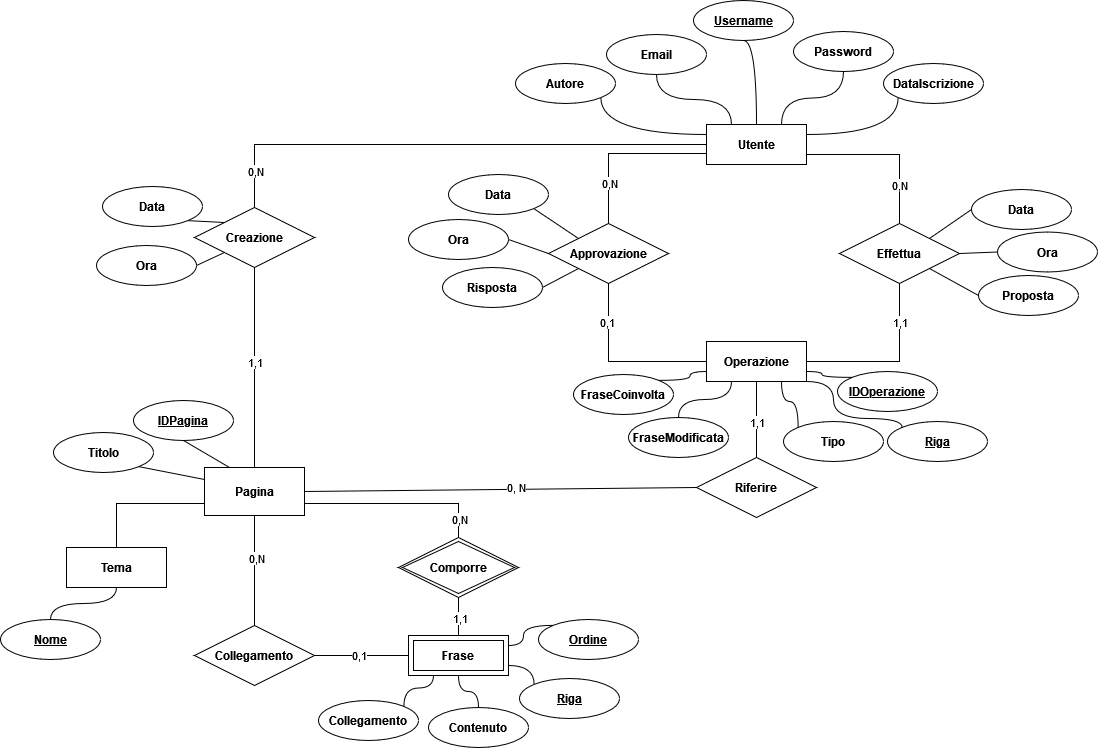 Username
Email
Password
Autore
DataIscrizione
Utente
0,N
0,N
0,N
Data
Data
Data
Ora
Creazione
Ora
Approvazione
Effettua
Ora
Ora
Risposta
Proposta
0,1
1,1
1,1
Operazione
FraseCoinvolta
IDOperazione
IDPagina
1,1
FraseModificata
Tipo
Riga
Titolo
Pagina
0, N
Riferire
0,N
0,N
Tema
Comporre
1,1
Nome
Ordine
Collegamento
0,1
Frase
Riga
Collegamento
Contenuto